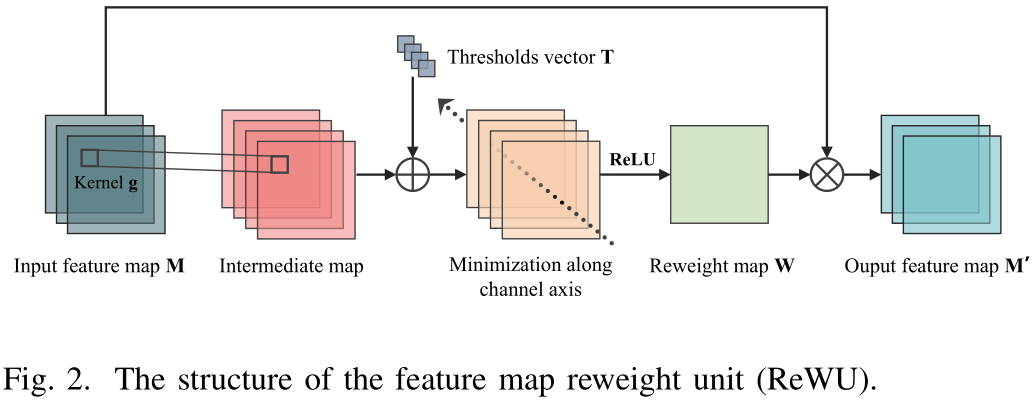 Thresholds vector T
Kernel g
ReLU
Input feature map M
Intermediate map
Minimization along
channel axis
Reweight map W
Ouput feature map M′
Fig. 2. The structure of the feature map reweight unit (ReWU).